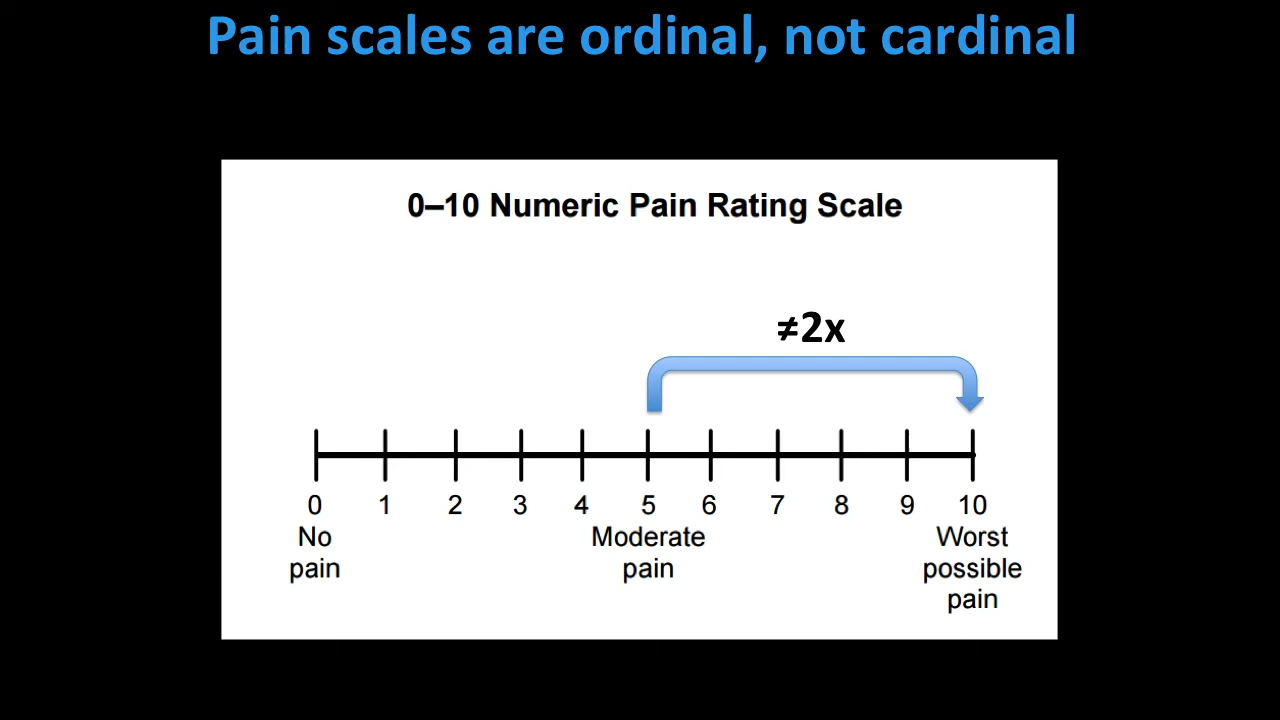 Pain scales are ordinal, not cardinal
0–10 Numeric Pain Rating Scale
≠2x
0 1 2 3 4 5 6 7 8 9 10
No Moderate Worst
pain pain possible
pain